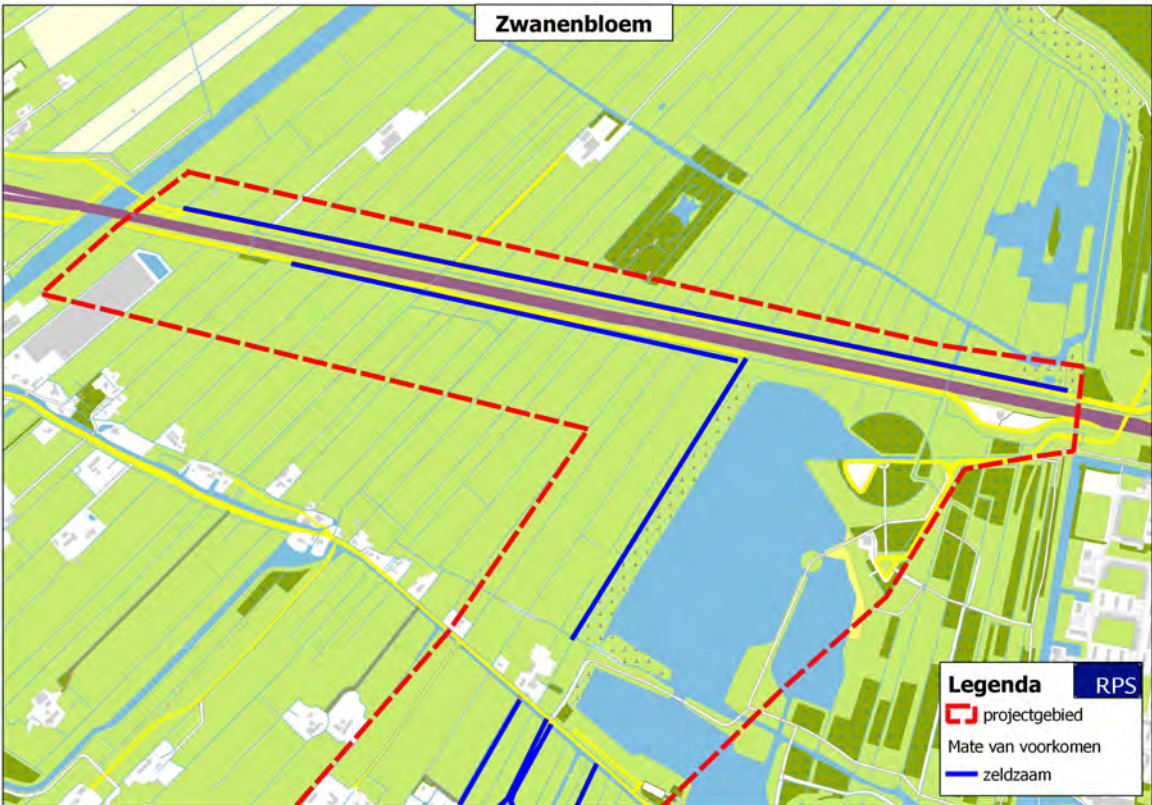 Zwanenbloem
Legenda
RPS
projectgebied
Mate van voorkomen
zeldzaam